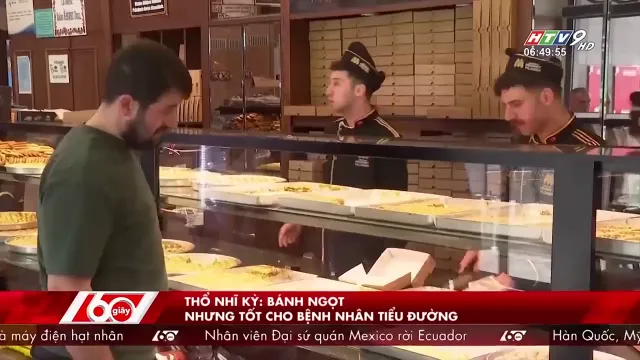 HTV9 HD
06:49:55
60 giây
THỔ NHĨ KỲ: BÁNH NGỌT
NHƯNG TỐT CHO BỆNH NHÂN TIỂU ĐƯỜNG
máy điện hạt nhân
Nhân viên Đại sứ quán Mexico rời Ecuador
Hàn Quốc, Mỹ